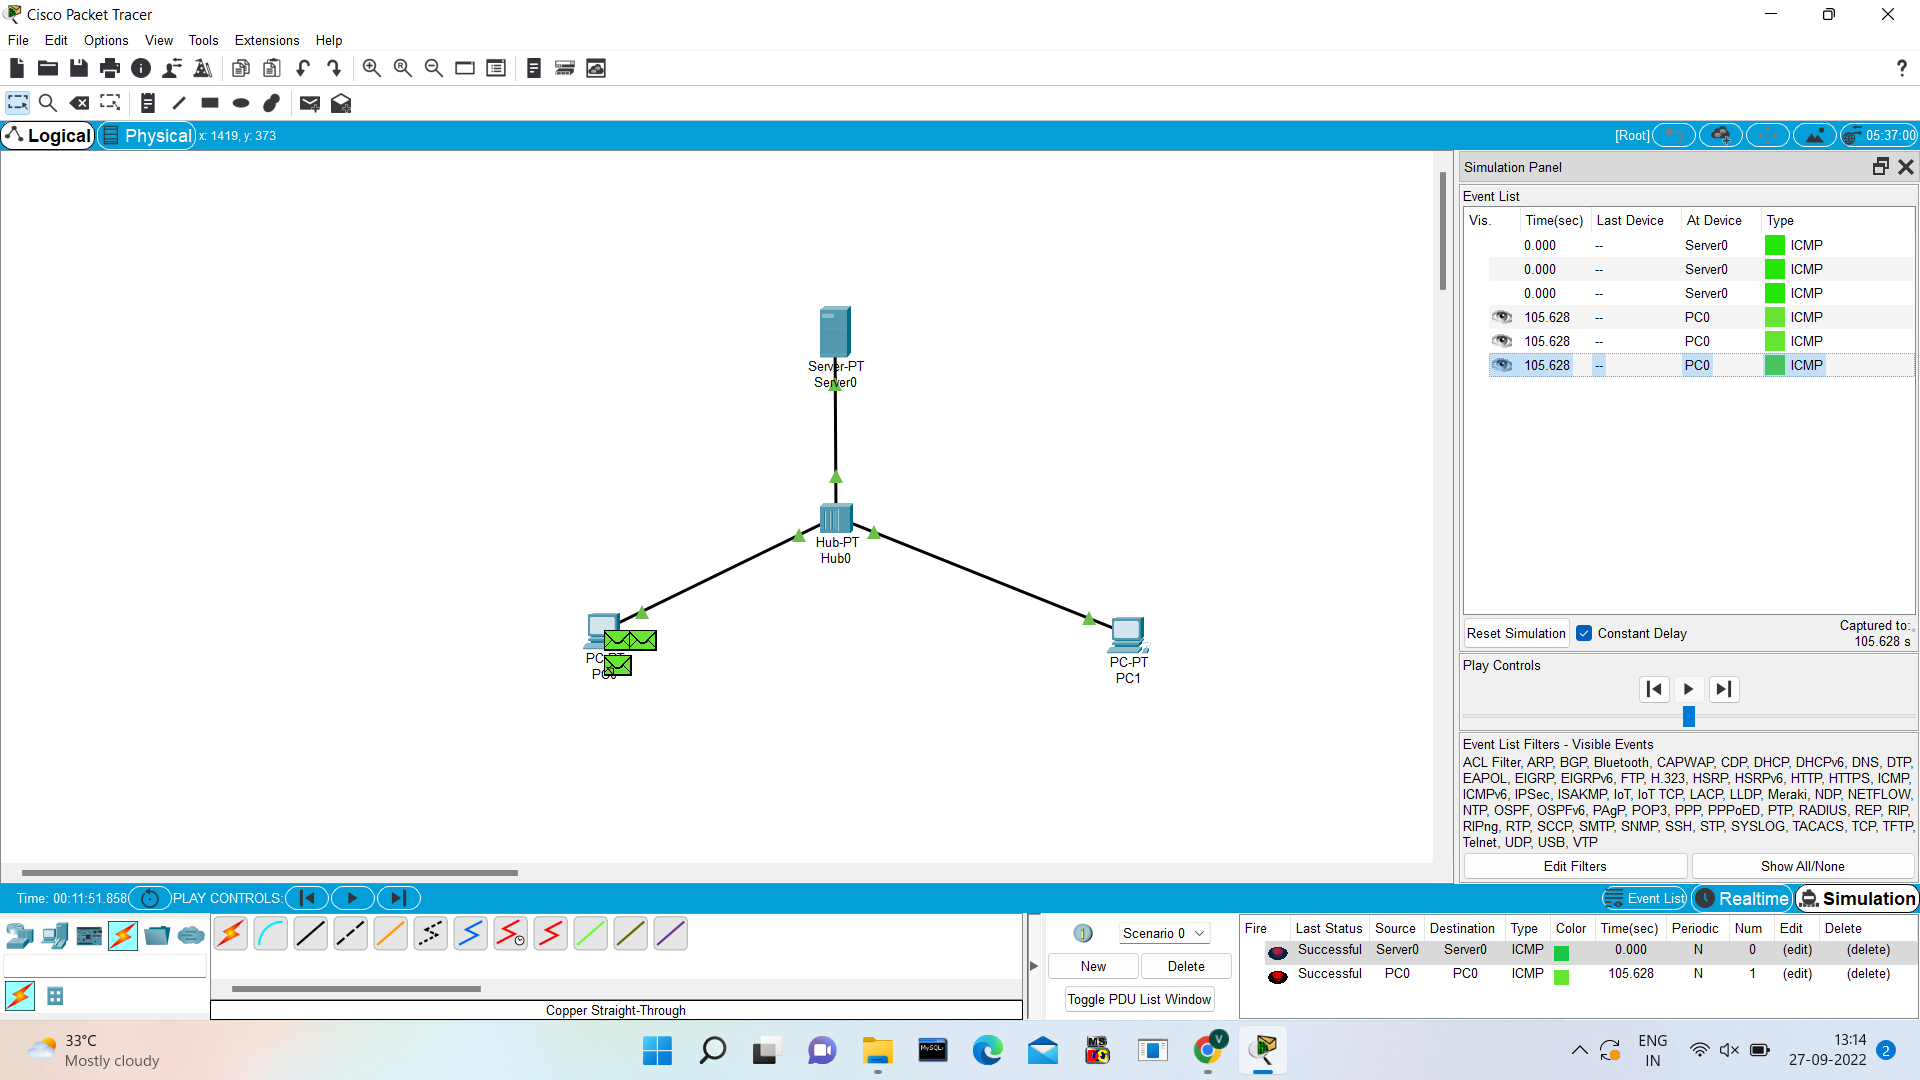 Cisco Packet Tracer
File Edit Options View Tools Extensions Help
?
Logical Physical x: 1419, y: 373 [Root] 05:37:00
Simulation Panel
Event List
Vis. Time(sec) Last Device At Device Type
0.000 -- Server0 ICMP
0.000 -- Server0 ICMP
0.000 -- Server0 ICMP
105.628 -- PC0 ICMP
105.628 -- PC0 ICMP
105.628 -- PC0 ICMP
Server-PT
Server0
Hub-PT
Hub0
PC-PT
PC0
PC-PT
PC1
Reset Simulation Constant Delay Captured to:
105.628 s
Play Controls
Event List Filters - Visible Events
ACL Filter, ARP, BGP, Bluetooth, CAPWAP, CDP, DHCP, DHCPv6, DNS, DTP,
EAPOL, EIGRP, EIGRPv6, FTP, H.323, HSRP, HSRPv6, HTTP, HTTPS, ICMP,
ICMPv6, IPSec, ISAKMP, IoT, IoT TCP, LACP, LLDP, Meraki, NDP, NETFLOW,
NTP, OSPF, OSPFv6, PAgP, POP3, PPP, PPPoED, PTP, RADIUS, REP, RIP,
RIPng, RTP, SCCP, SMTP, SNMP, SSH, STP, SYSLOG, TACACS, TCP, TFTP,
Telnet, UDP, USB, VTP
Edit Filters Show All/None
Time: 00:11:51.858 PLAY CONTROLS: Event List Realtime Simulation
1 Scenario 0
New Delete
Toggle PDU List Window
Copper Straight-Through
Fire Last Status Source Destination Type Color Time(sec) Periodic Num Edit Delete
Successful Server0 Server0 ICMP 0.000 N 0 (edit) (delete)
Successful PC0 PC0 ICMP 105.628 N 1 (edit) (delete)
33°C
Mostly cloudy
MySQL
MS
V
ENG
IN
13:14
27-09-2022
2